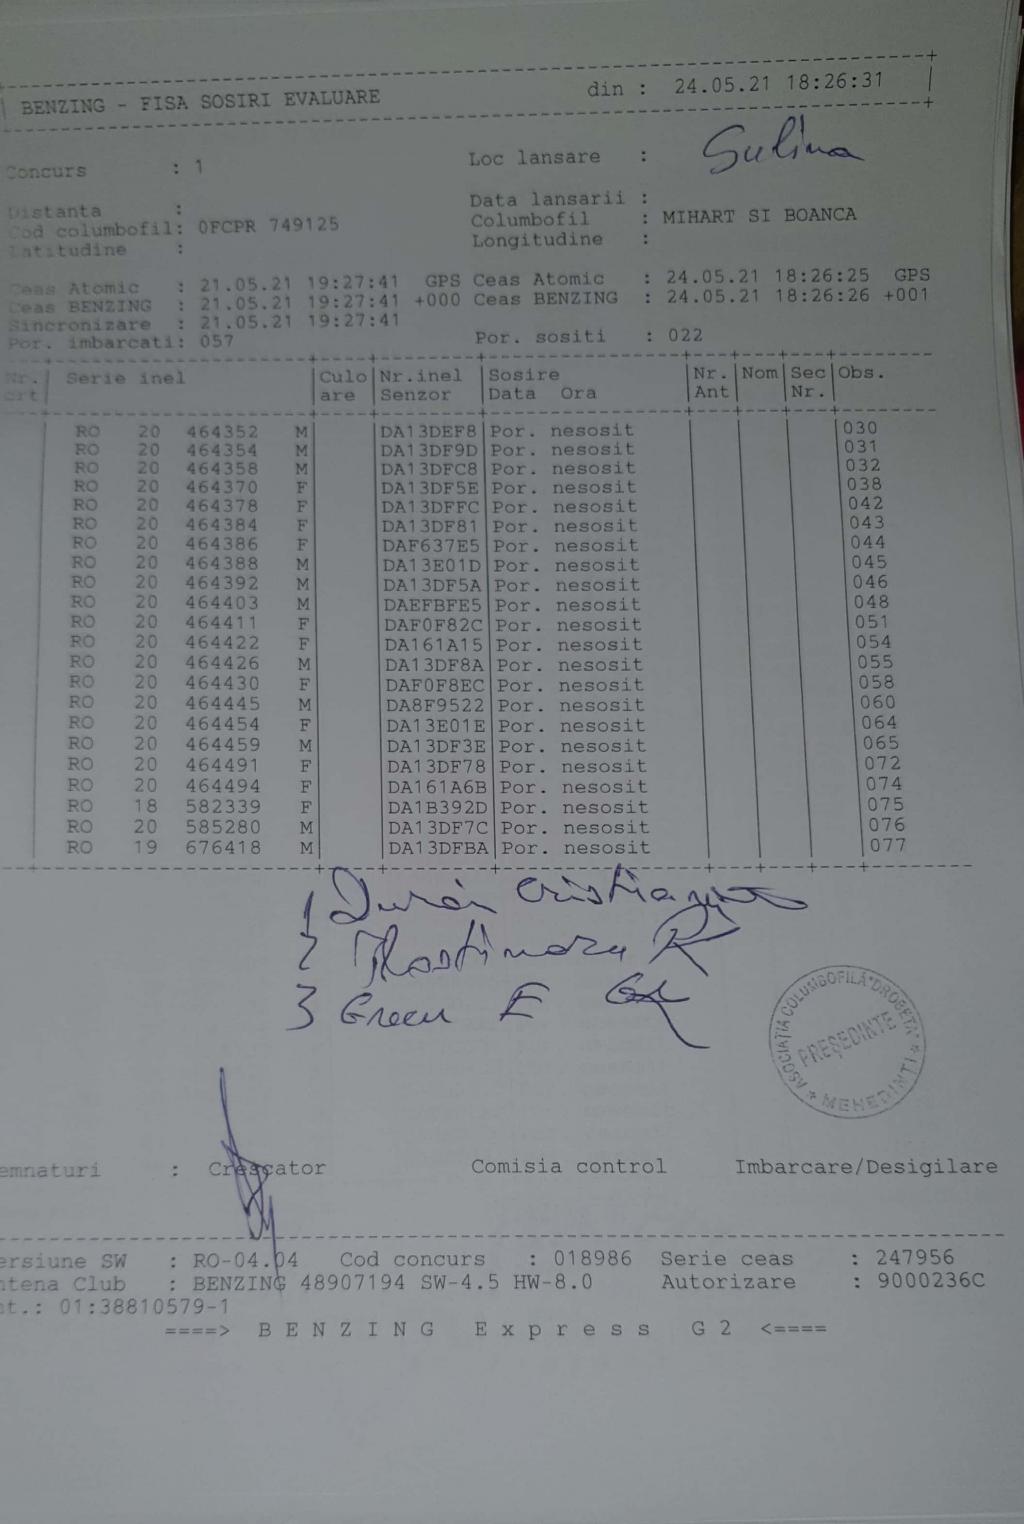 BENZING - FISA SOSIRI EVALUARE din : 24.05.21 18:26:31
Concurs : 1 Loc lansare : Sulina
Distanta : Data lansarii :
Cod columbofil: 0FCPR 749125 Columbofil : MIHART SI BOANCA
Latitudine : Longitudine :
Ceas Atomic : 21.05.21 19:27:41 GPS Ceas Atomic : 24.05.21 18:26:25 GPS
Ceas BENZING : 21.05.21 19:27:41 +000 Ceas BENZING : 24.05.21 18:26:26 +001
Sincronizare : 21.05.21 19:27:41
Por. imbarcati: 057 Por. sositi : 022
Nr. Serie inel Culo Nr.inel Sosire Nr. Nom Sec Obs.
crt are Senzor Data Ora Ant Nr.
RO 20 464352 M DA13DEF8 Por. nesosit 030
RO 20 464354 M DA13DF9D Por. nesosit 031
RO 20 464358 M DA13DFC8 Por. nesosit 032
RO 20 464370 F DA13DF5E Por. nesosit 038
RO 20 464378 F DA13DFFC Por. nesosit 042
RO 20 464384 F DA13DF81 Por. nesosit 043
RO 20 464386 F DAF637E5 Por. nesosit 044
RO 20 464388 M DA13E01D Por. nesosit 045
RO 20 464392 M DA13DF5A Por. nesosit 046
RO 20 464403 M DAEFBFE5 Por. nesosit 048
RO 20 464411 F DAF0F82C Por. nesosit 051
RO 20 464422 F DA161A15 Por. nesosit 054
RO 20 464426 M DA13DF8A Por. nesosit 055
RO 20 464430 F DAF0F8EC Por. nesosit 058
RO 20 464445 M DA8F9522 Por. nesosit 060
RO 20 464454 F DA13E01E Por. nesosit 064
RO 20 464459 M DA13DF3E Por. nesosit 065
RO 20 464491 F DA13DF78 Por. nesosit 072
RO 20 464494 F DA161A6B Por. nesosit 074
RO 18 582339 F DA1B392D Por. nesosit 075
RO 20 585280 M DA13DF7C Por. nesosit 076
RO 19 676418 M DA13DFBA Por. nesosit 077
1
2
3
ASOCIAȚIA COLUMBOFILĂ "DROBETA"
PREȘEDINTE
* MEHEDINȚI *
emnaturi : Crescator Comisia control Imbarcare/Desigilare
ersiune SW : RO-04.04 Cod concurs : 018986 Serie ceas : 247956
ntena Club : BENZING 48907194 SW-4.5 HW-8.0 Autorizare : 9000236C
t.: 01:38810579-1
====> B E N Z I N G E x p r e s s G 2 <====